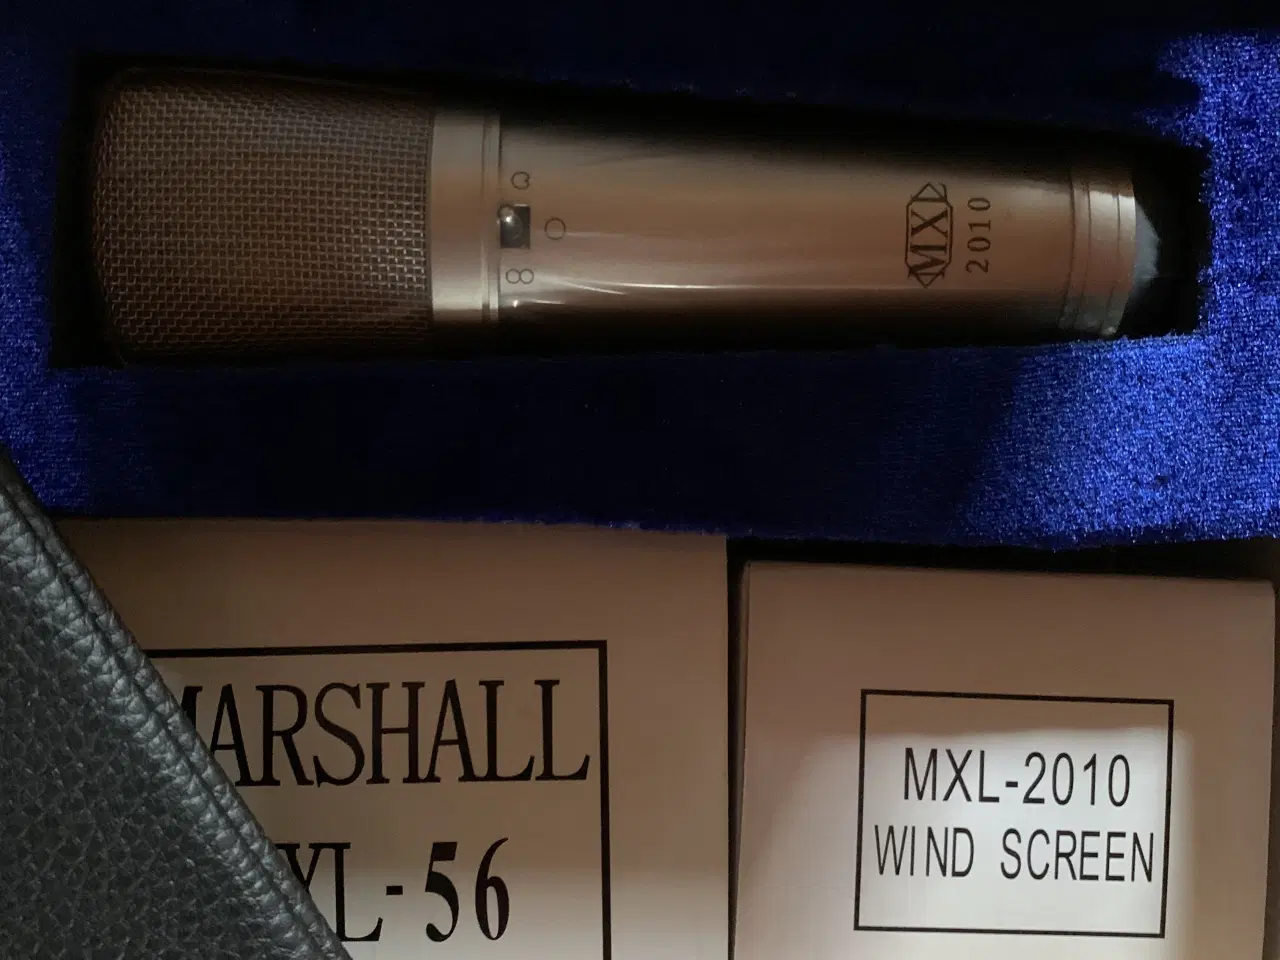 MXL
2010
MARSHALL
XL-56
MXL-2010
WIND SCREEN